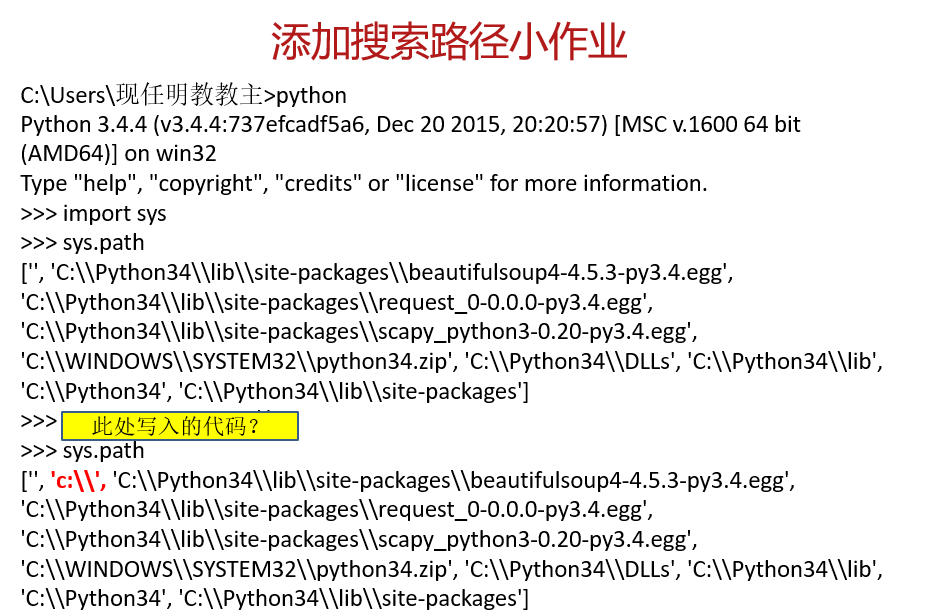 添加搜索路径小作业
C:\Users\现任明教教主>python
Python 3.4.4 (v3.4.4:737efcadf5a6, Dec 20 2015, 20:20:57) [MSC v.1600 64 bit
(AMD64)] on win32
Type "help", "copyright", "credits" or "license" for more information.
>>> import sys
>>> sys.path
['', 'C:\\Python34\\lib\\site-packages\\beautifulsoup4-4.5.3-py3.4.egg',
'C:\\Python34\\lib\\site-packages\\request_0-0.0.0-py3.4.egg',
'C:\\Python34\\lib\\site-packages\\scapy_python3-0.20-py3.4.egg',
'C:\\WINDOWS\\SYSTEM32\\python34.zip', 'C:\\Python34\\DLLs', 'C:\\Python34\\lib',
'C:\\Python34', 'C:\\Python34\\lib\\site-packages']
>>> 此处写入的代码？
>>> sys.path
['', 'c:\\', 'C:\\Python34\\lib\\site-packages\\beautifulsoup4-4.5.3-py3.4.egg',
'C:\\Python34\\lib\\site-packages\\request_0-0.0.0-py3.4.egg',
'C:\\Python34\\lib\\site-packages\\scapy_python3-0.20-py3.4.egg',
'C:\\WINDOWS\\SYSTEM32\\python34.zip', 'C:\\Python34\\DLLs', 'C:\\Python34\\lib',
'C:\\Python34', 'C:\\Python34\\lib\\site-packages']